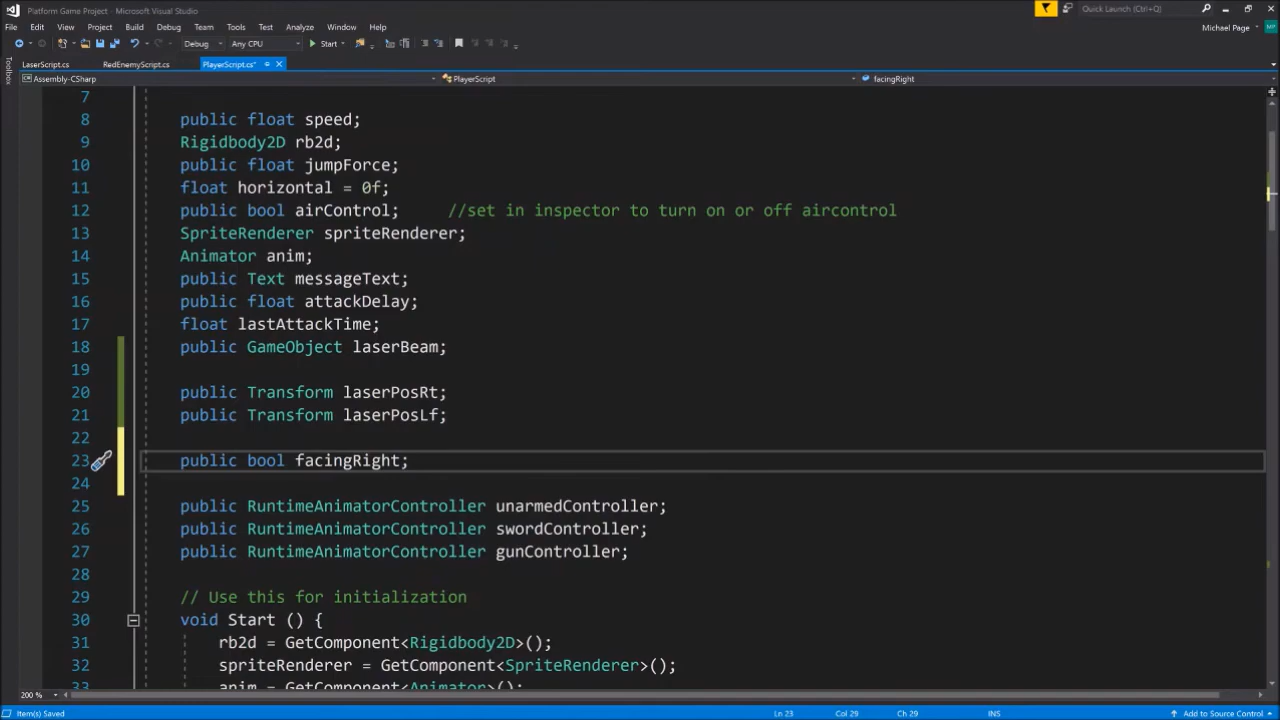 Platform Game Project - Microsoft Visual Studio
Quick Launch (Ctrl+Q)
File Edit View Project Build Debug Team Tools Test Analyze Window Help
Michael Page
MP
Debug Any CPU Start
LaserScript.cs RedEnemyScript.cs PlayerScript.cs*
Toolbox
Assembly-CSharp PlayerScript facingRight
7
8 public float speed;
9 Rigidbody2D rb2d;
10 public float jumpForce;
11 float horizontal = 0f;
12 public bool airControl; //set in inspector to turn on or off aircontrol
13 SpriteRenderer spriteRenderer;
14 Animator anim;
15 public Text messageText;
16 public float attackDelay;
17 float lastAttackTime;
18 public GameObject laserBeam;
19
20 public Transform laserPosRt;
21 public Transform laserPosLf;
22
23 public bool facingRight;
24
25 public RuntimeAnimatorController unarmedController;
26 public RuntimeAnimatorController swordController;
27 public RuntimeAnimatorController gunController;
28
29 // Use this for initialization
30 void Start () {
31 rb2d = GetComponent<Rigidbody2D>();
32 spriteRenderer = GetComponent<SpriteRenderer>();
33 anim = GetComponent<Animator>();
200 %
Item(s) Saved Ln 23 Col 29 Ch 29 INS Add to Source Control